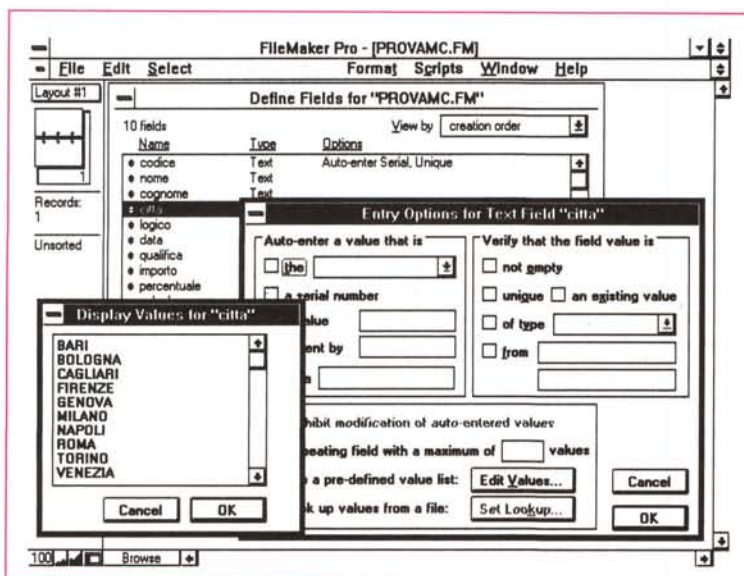 FileMaker Pro - [PROVAMC.FM]
File Edit Select Format Scripts Window Help
Layout #1
1
Records:
1
Unsorted
Define Fields for "PROVAMC.FM"
10 fields
View by creation order
Name Type Options
codice Text Auto-enter Serial, Unique
nome Text
cognome Text
citta
logico
data
qualifica
importo
percentuale
Entry Options for Text Field "citta"
Auto-enter a value that is
the
a serial number
Verify that the field value is
not empty
unique an existing value
of type
from
modification of auto-entered values
field with a maximum of values
a pre-defined value list: Edit Values...
up values from a file: Set Lookup...
Cancel
OK
Display Values for "citta"
BARI
BOLOGNA
CAGLIARI
FIRENZE
GENOVA
MILANO
NAPOLI
ROMA
TORINO
VENEZIA
Cancel OK
100 Browse